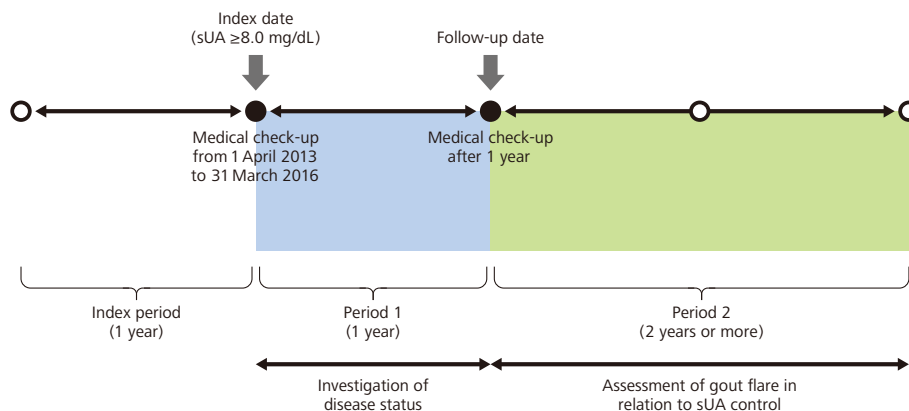 Index date
(sUA ≥8.0 mg/dL)
Follow-up date
Medical check-up
from 1 April 2013
to 31 March 2016
Medical check-up
after 1 year
Index period
(1 year)
Period 1
(1 year)
Period 2
(2 years or more)
Investigation of
disease status
Assessment of gout flare in
relation to sUA control